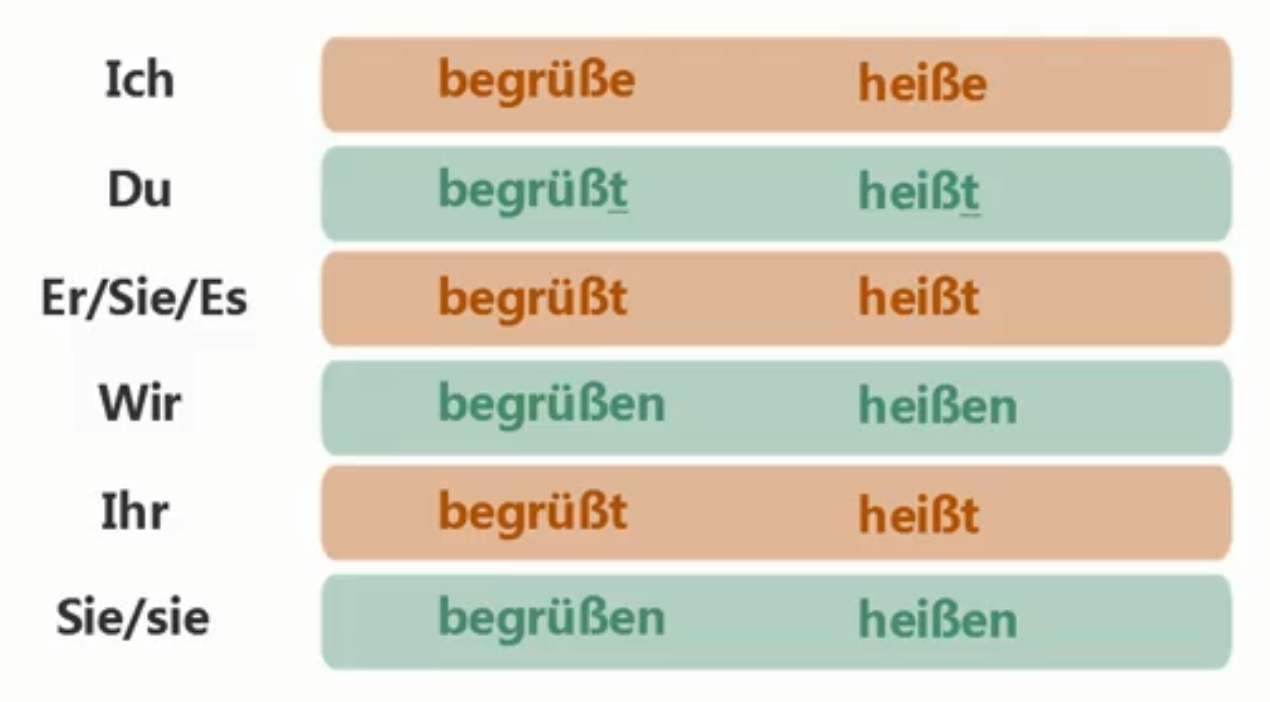 Ich begrüße heiße
Du begrüßt heißt
Er/Sie/Es begrüßt heißt
Wir begrüßen heißen
Ihr begrüßt heißt
Sie/sie begrüßen heißen